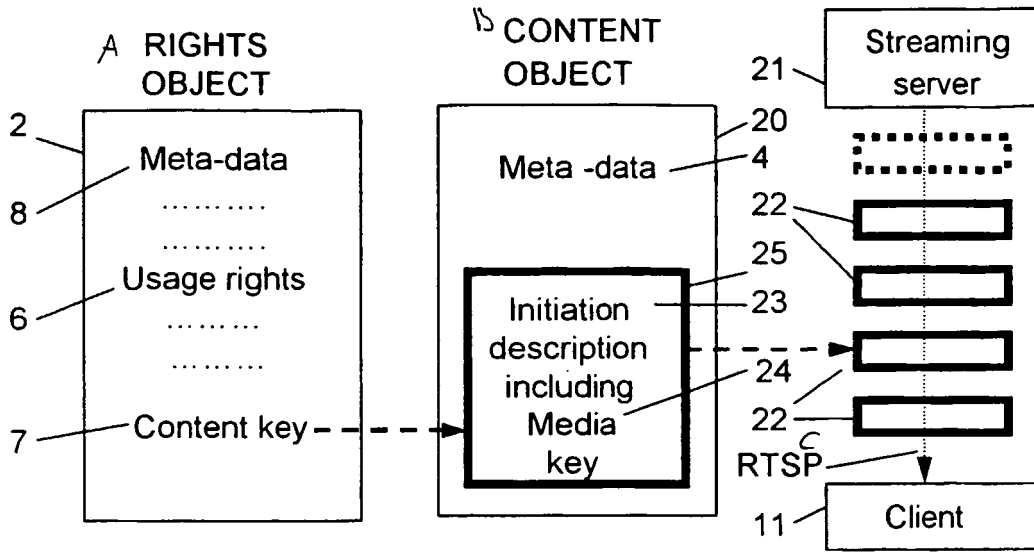 A RIGHTS
OBJECT
2
Meta-data
8
............
............
Usage rights
6
............
............
7
Content key
B CONTENT
OBJECT
20
Meta -data
4
25
Initiation
23
description
including
24
Media
key
Streaming
server
21
22
22
C
RTSP
11
Client